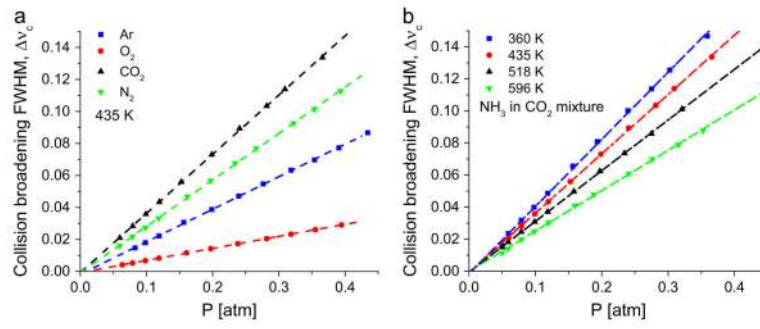 a
Collision broadening FWHM, Δν_c
0.14
0.12
0.10
0.08
0.06
0.04
0.02
0.00
Ar
O₂
CO₂
N₂
435 K
0.0 0.1 0.2 0.3 0.4
P [atm]
b
Collision broadening FWHM, Δν_c
0.14
0.12
0.10
0.08
0.06
0.04
0.02
0.00
360 K
435 K
518 K
596 K
NH₃ in CO₂ mixture
0.0 0.1 0.2 0.3 0.4
P [atm]